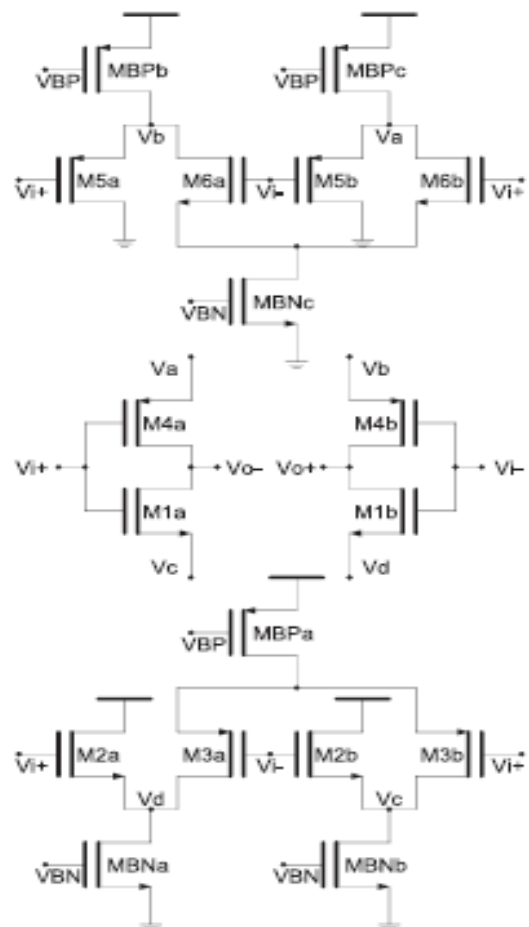 VBP MBPb VBP MBPc
Vb Va
Vi+ M5a M6a Vi- M5b M6b Vi+
VBN MBNc
Va Vb
M4a M4b
Vi+ Vo- Vo+ Vi-
M1a M1b
Vc Vd
VBP MBPa
Vi+ M2a M3a Vi- M2b M3b Vi+
Vd Vc
VBN MBNa VBN MBNb